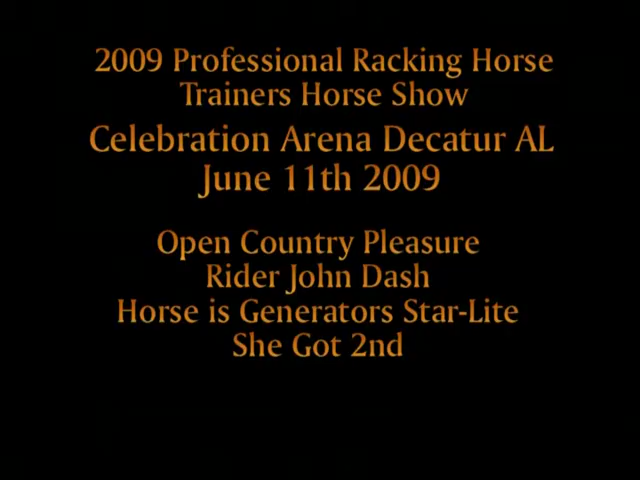 2009 Professional Racking Horse
Trainers Horse Show
Celebration Arena Decatur AL
June 11th 2009
Open Country Pleasure
Rider John Dash
Horse is Generators Star-Lite
She Got 2nd